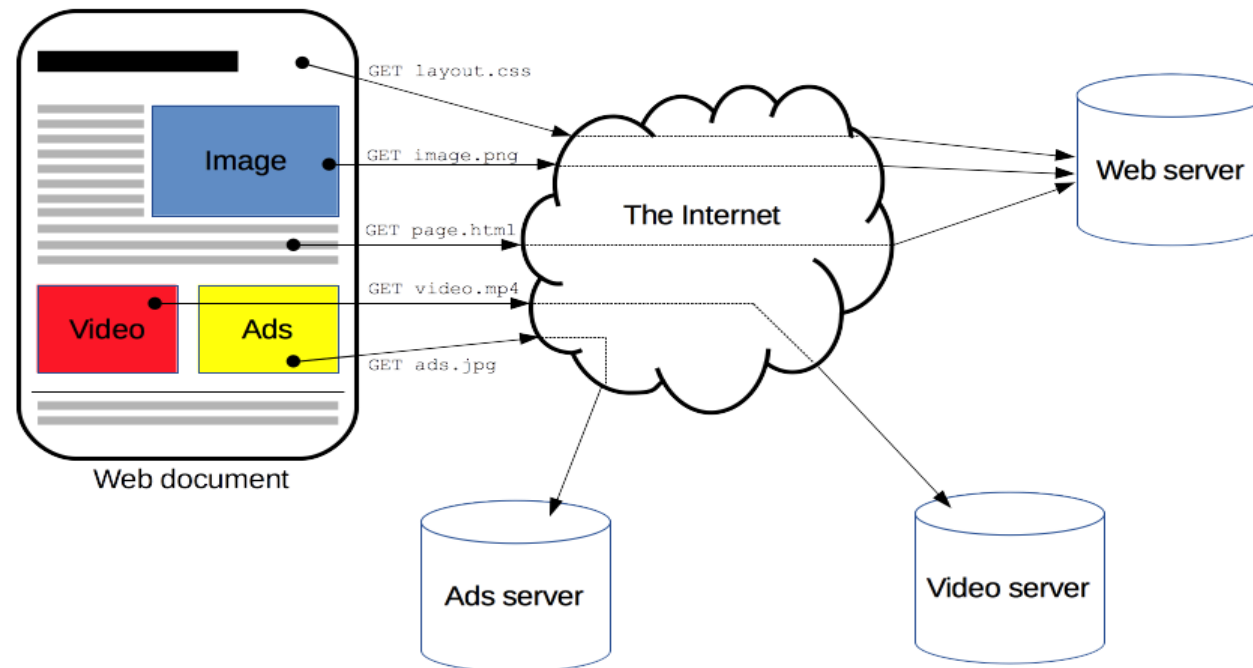 GET layout.css
Image
GET image.png
Web server
The Internet
GET page.html
GET video.mp4
Video
Ads
GET ads.jpg
Web document
Ads server
Video server